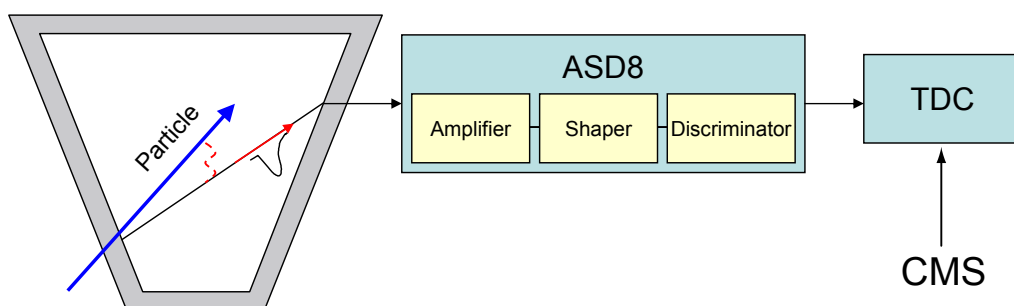 Particle
ASD8
Amplifier
Shaper
Discriminator
TDC
CMS